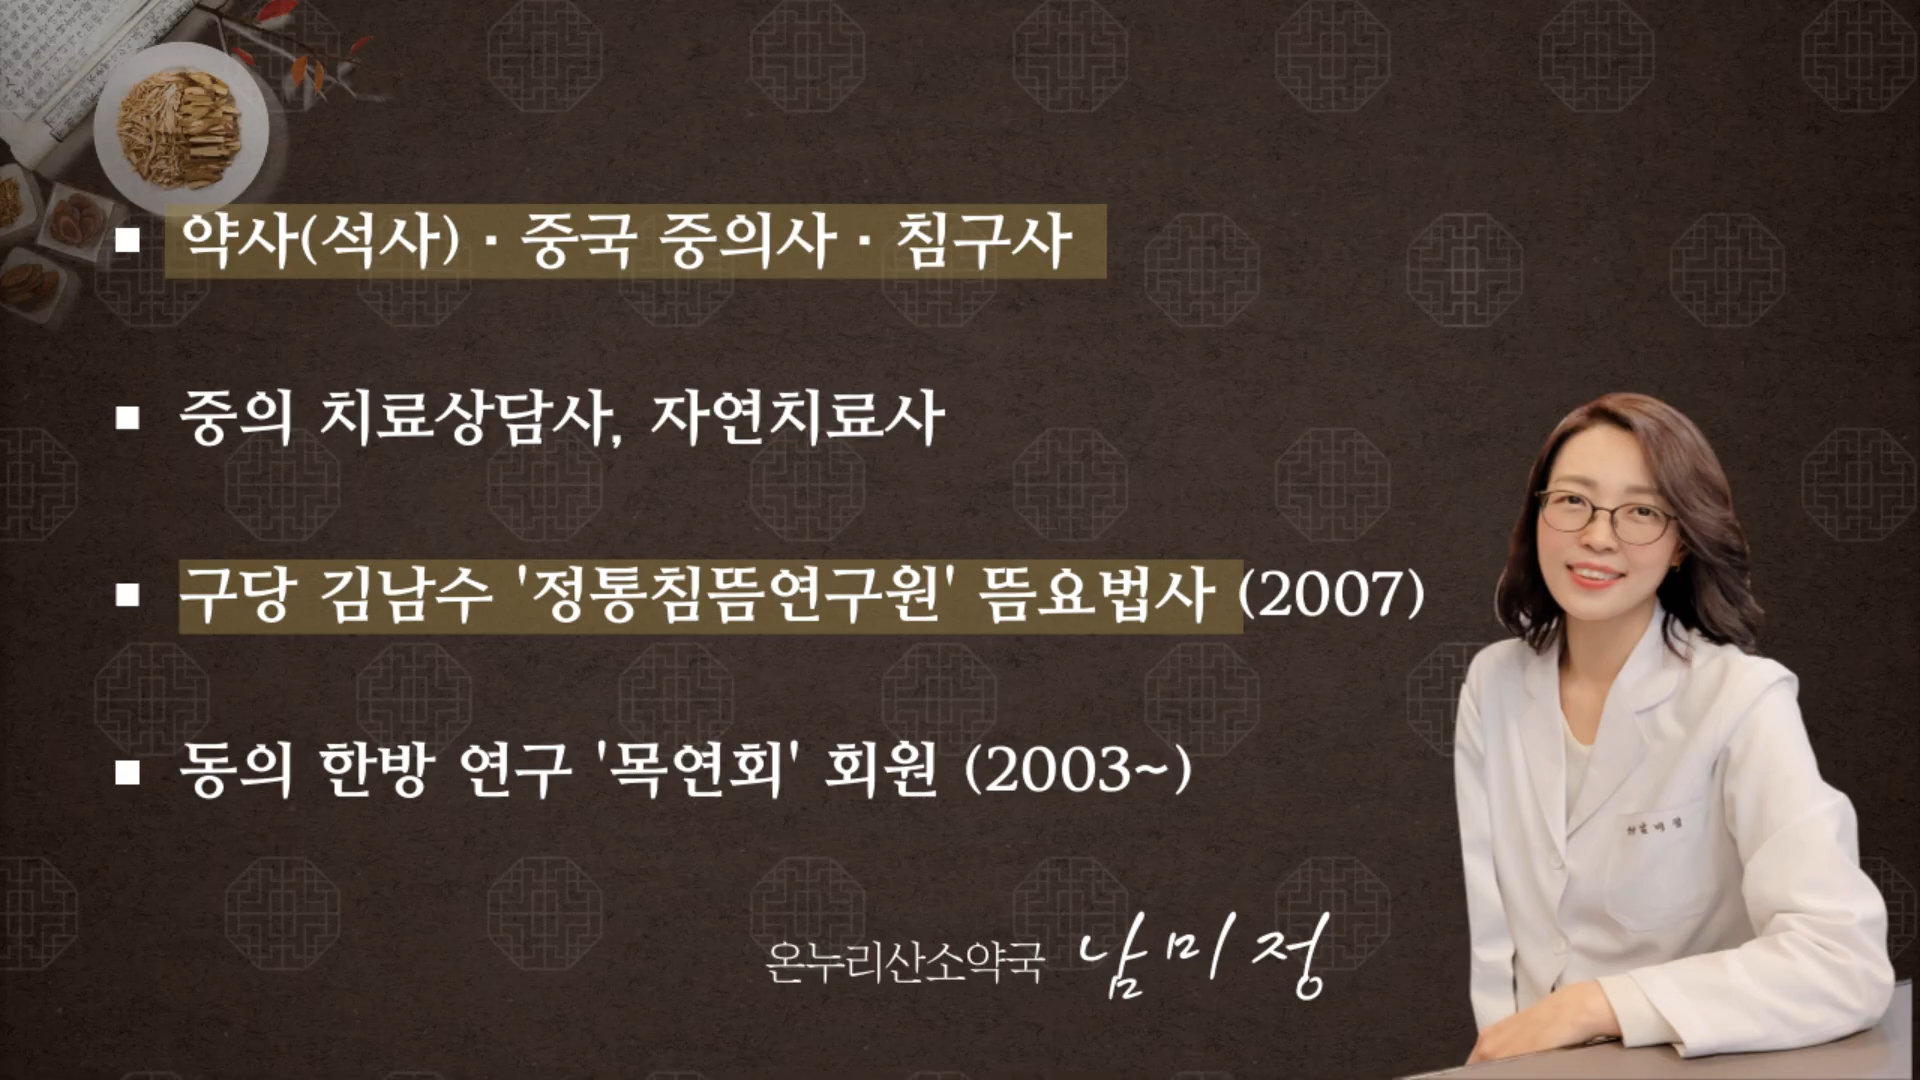 약사(석사) · 중국 중의사 · 침구사
중의 치료상담사, 자연치료사
구당 김남수 '정통침뜸연구원' 뜸요법사 (2007)
동의 한방 연구 '목연회' 회원 (2003~)
온누리산소약국 남미정